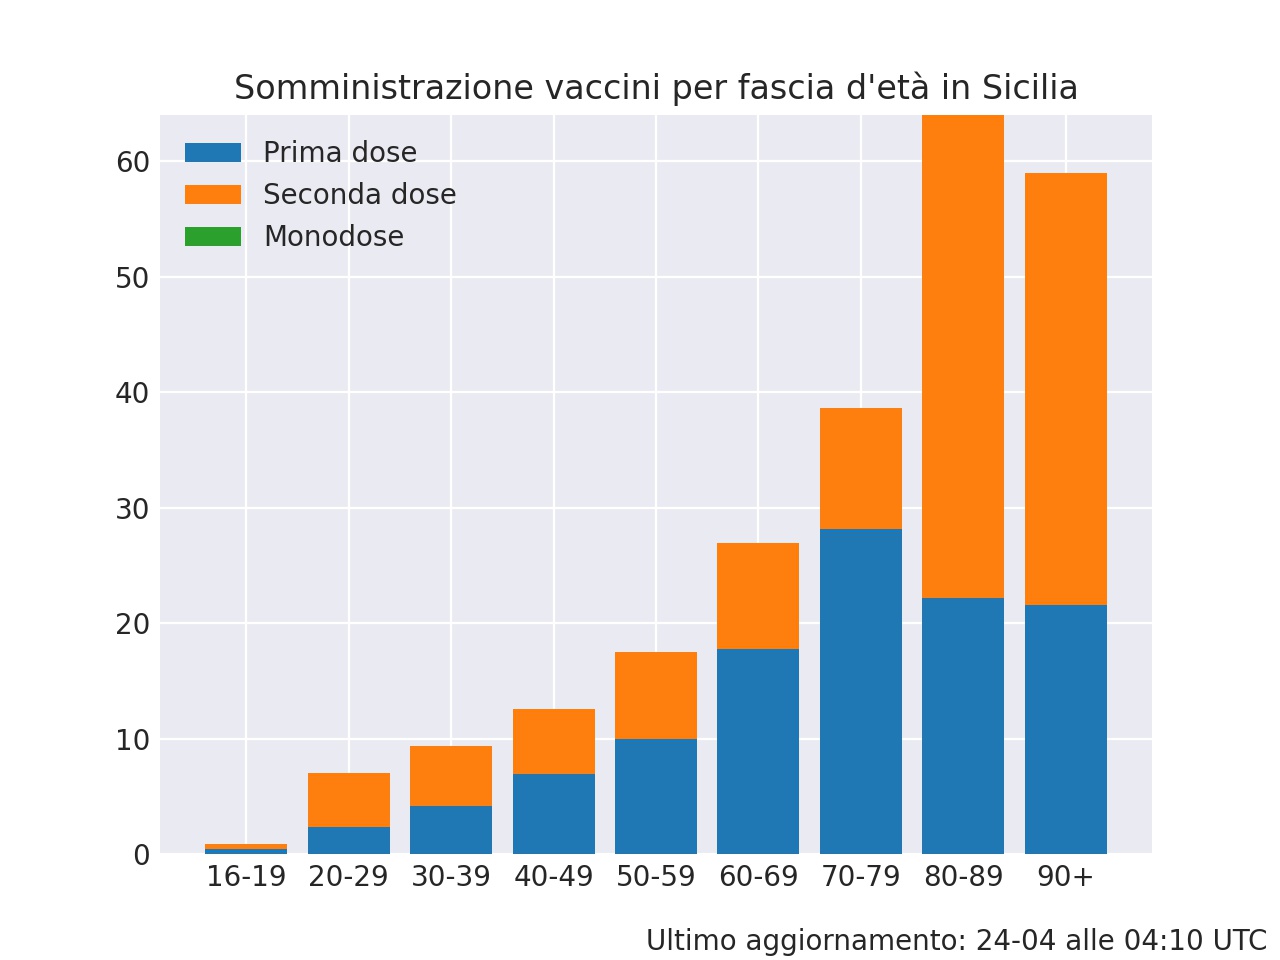 Somministrazione vaccini per fascia d'età in Sicilia
Prima dose
Seconda dose
Monodose
60
50
40
30
20
10
0
16-19 20-29 30-39 40-49 50-59 60-69 70-79 80-89 90+
Ultimo aggiornamento: 24-04 alle 04:10 UTC